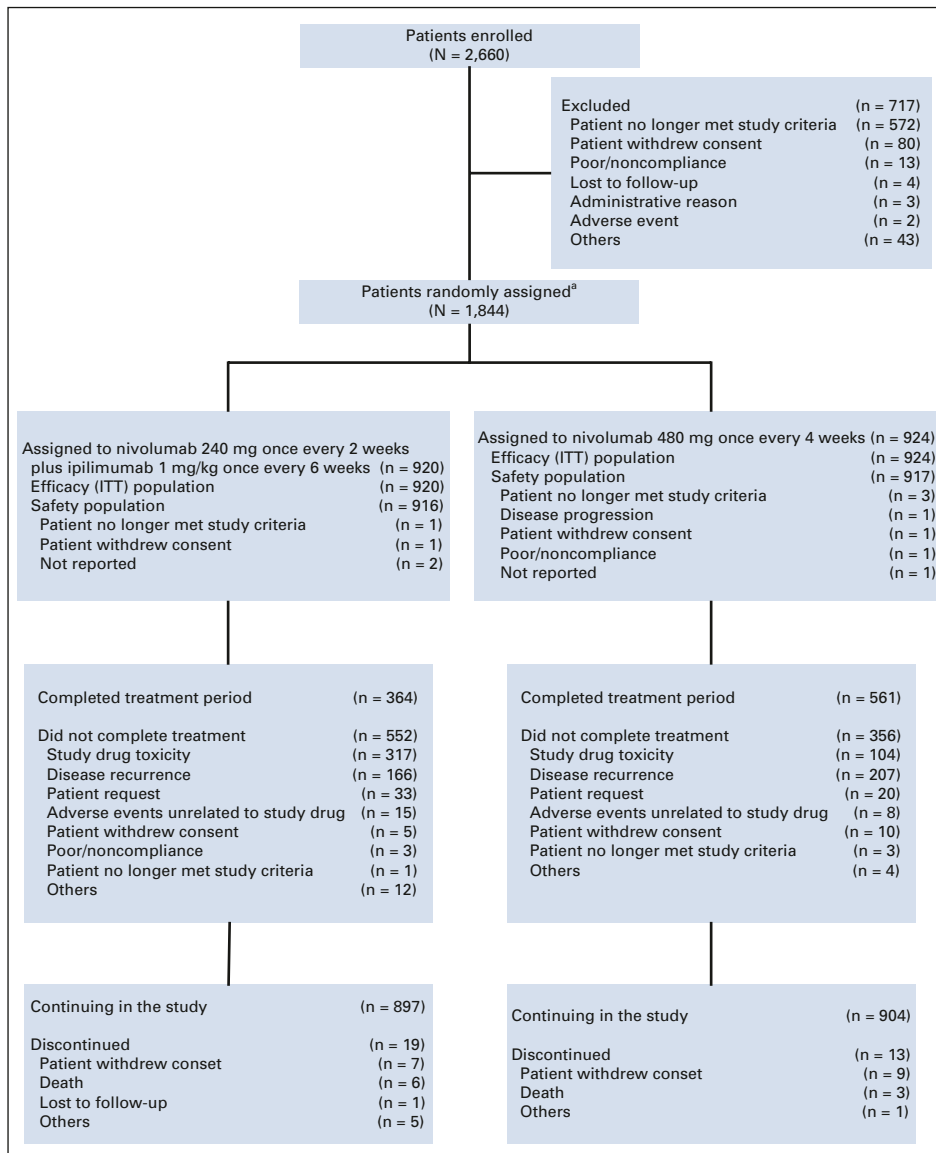 Patients enrolled
(N = 2,660)
Excluded (n = 717)
Patient no longer met study criteria (n = 572)
Patient withdrew consent (n = 80)
Poor/noncompliance (n = 13)
Lost to follow-up (n = 4)
Administrative reason (n = 3)
Adverse event (n = 2)
Others (n = 43)
Patients randomly assignedᵃ
(N = 1,844)
Assigned to nivolumab 240 mg once every 2 weeks
plus ipilimumab 1 mg/kg once every 6 weeks (n = 920)
Efficacy (ITT) population (n = 920)
Safety population (n = 916)
Patient no longer met study criteria (n = 1)
Patient withdrew consent (n = 1)
Not reported (n = 2)
Assigned to nivolumab 480 mg once every 4 weeks (n = 924)
Efficacy (ITT) population (n = 924)
Safety population (n = 917)
Patient no longer met study criteria (n = 3)
Disease progression (n = 1)
Patient withdrew consent (n = 1)
Poor/noncompliance (n = 1)
Not reported (n = 1)
Completed treatment period (n = 364)
Did not complete treatment (n = 552)
Study drug toxicity (n = 317)
Disease recurrence (n = 166)
Patient request (n = 33)
Adverse events unrelated to study drug (n = 15)
Patient withdrew consent (n = 5)
Poor/noncompliance (n = 3)
Patient no longer met study criteria (n = 1)
Others (n = 12)
Completed treatment period (n = 561)
Did not complete treatment (n = 356)
Study drug toxicity (n = 104)
Disease recurrence (n = 207)
Patient request (n = 20)
Adverse events unrelated to study drug (n = 8)
Patient withdrew consent (n = 10)
Patient no longer met study criteria (n = 3)
Others (n = 4)
Continuing in the study (n = 897)
Discontinued (n = 19)
Patient withdrew conset (n = 7)
Death (n = 6)
Lost to follow-up (n = 1)
Others (n = 5)
Continuing in the study (n = 904)
Discontinued (n = 13)
Patient withdrew conset (n = 9)
Death (n = 3)
Others (n = 1)